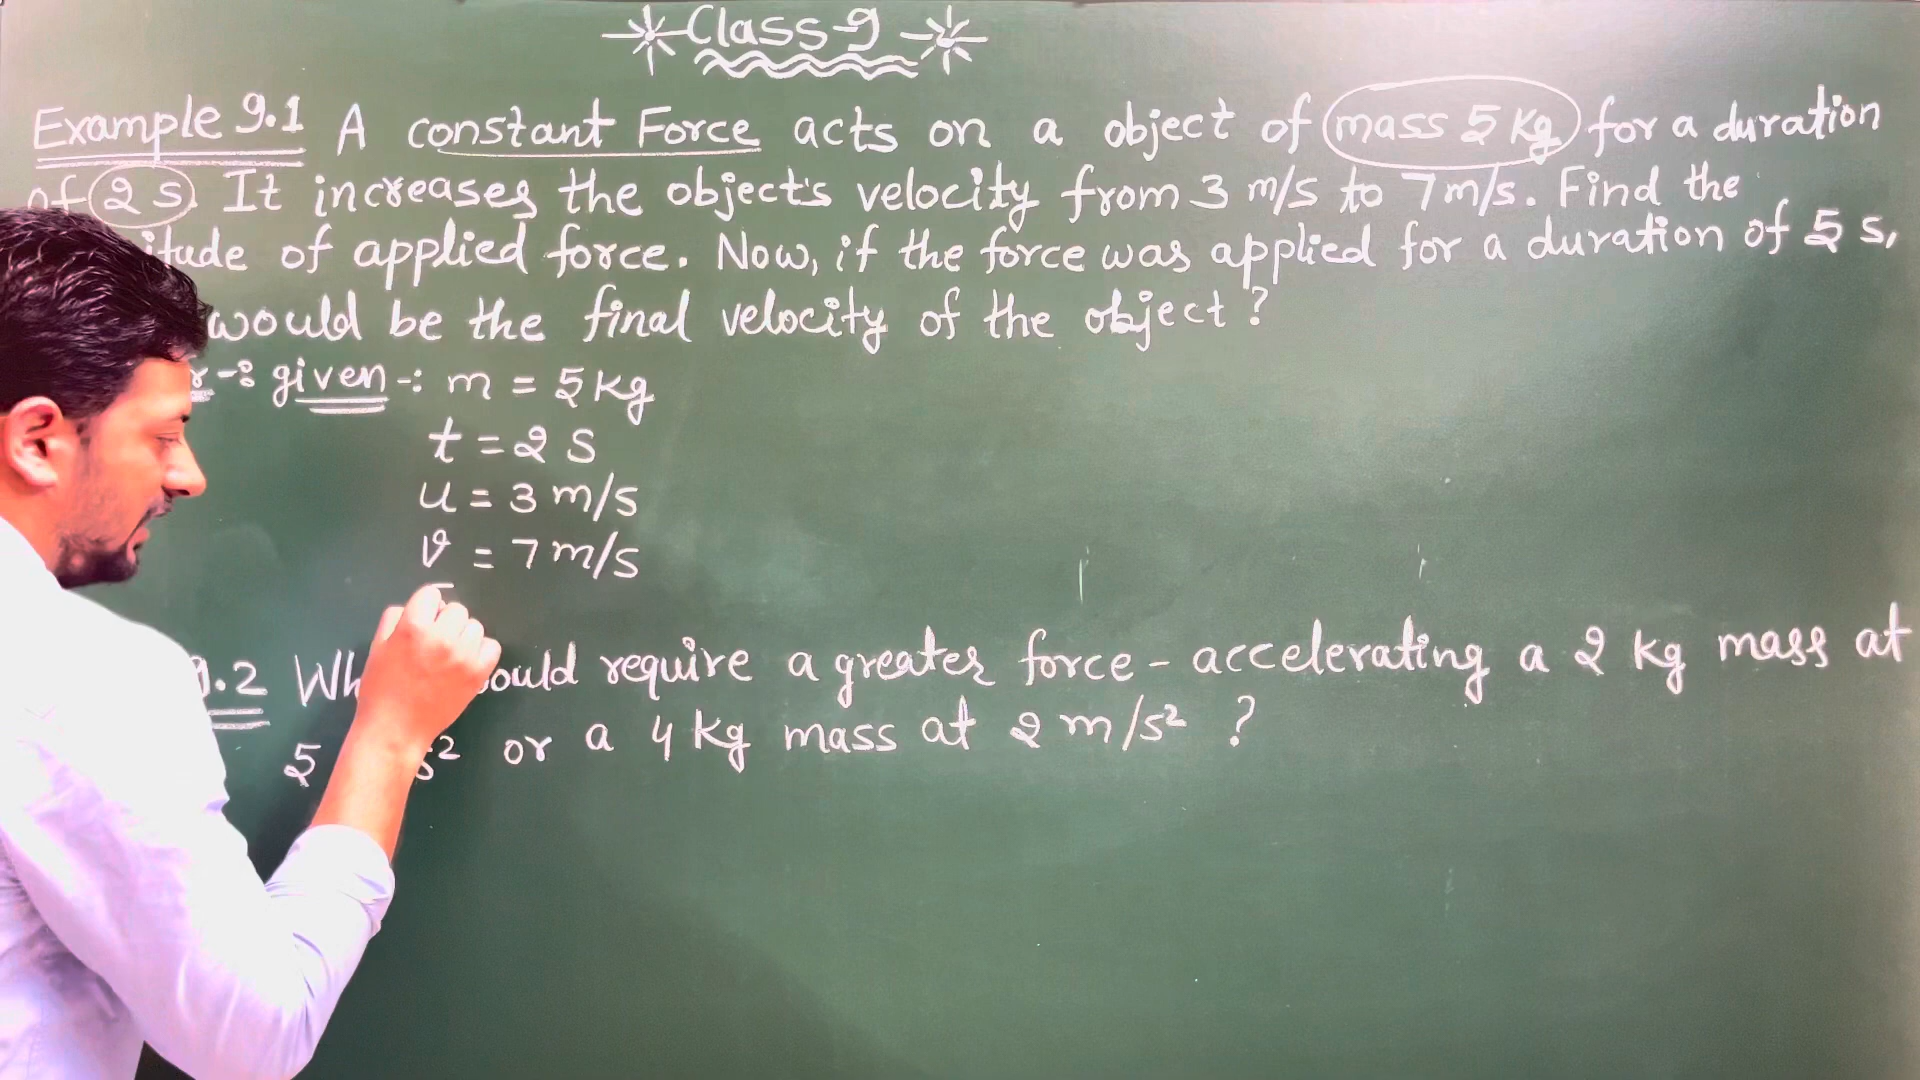 Class-9
Example 9.1 A constant Force acts on a object of mass 5 Kg for a duration
of 2 s. It increases the object's velocity from 3 m/s to 7 m/s. Find the
itude of applied force. Now, if the force was applied for a duration of 5 s,
would be the final velocity of the object?
r-: given-: m = 5 kg
t = 2 S
u = 3 m/s
v = 7 m/s
9.2 Wh ould require a greater force - accelerating a 2 kg mass at
5 s² or a 4 kg mass at 2 m/s² ?